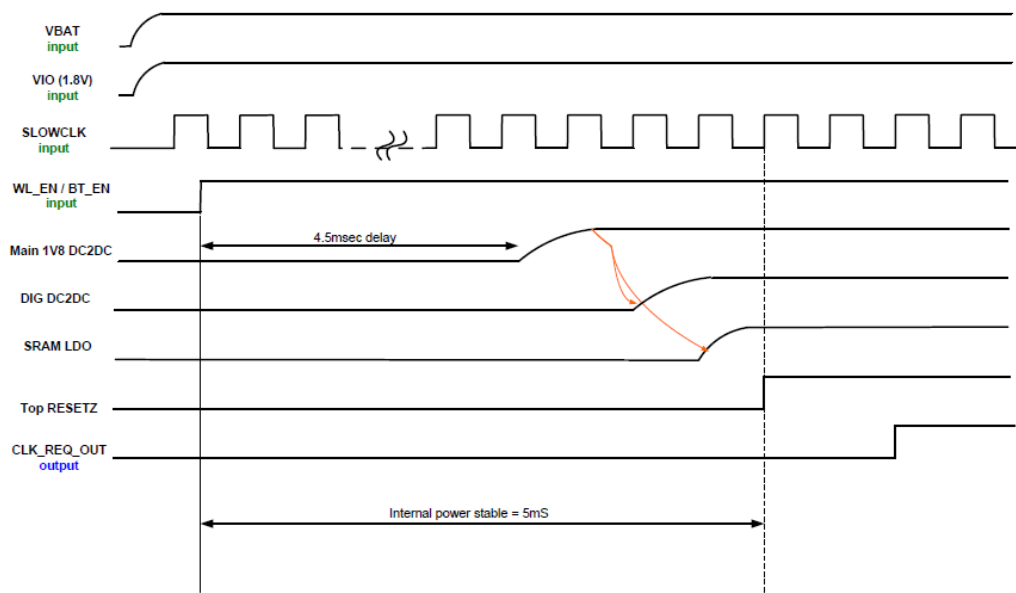 VBAT
input
VIO (1.8V)
input
SLOWCLK
input
WL_EN / BT_EN
input
4.5msec delay
Main 1V8 DC2DC
DIG DC2DC
SRAM LDO
Top RESETZ
CLK_REQ_OUT
output
Internal power stable = 5mS